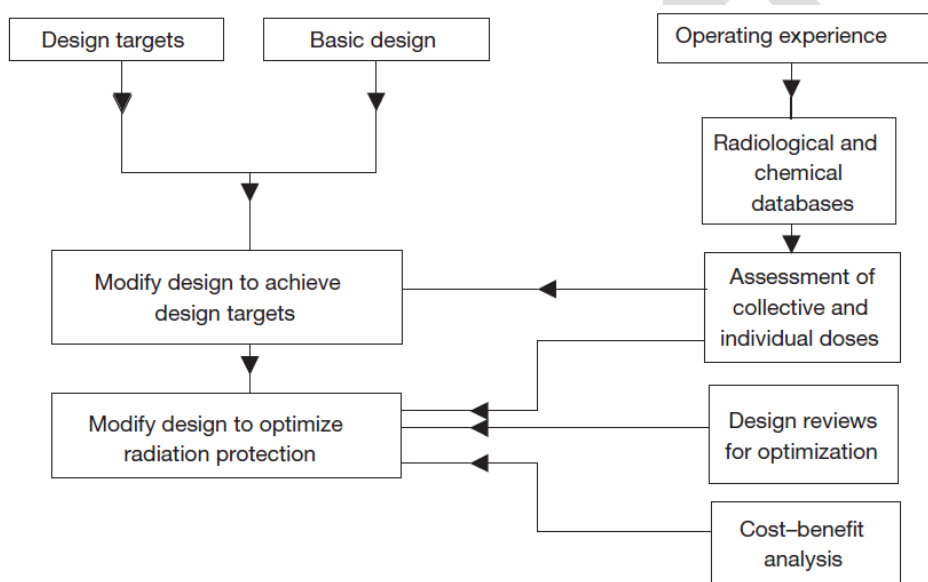 Design targets
Basic design
Operating experience
Radiological and
chemical
databases
Modify design to achieve
design targets
Assessment of
collective and
individual doses
Modify design to optimize
radiation protection
Design reviews
for optimization
Cost–benefit
analysis